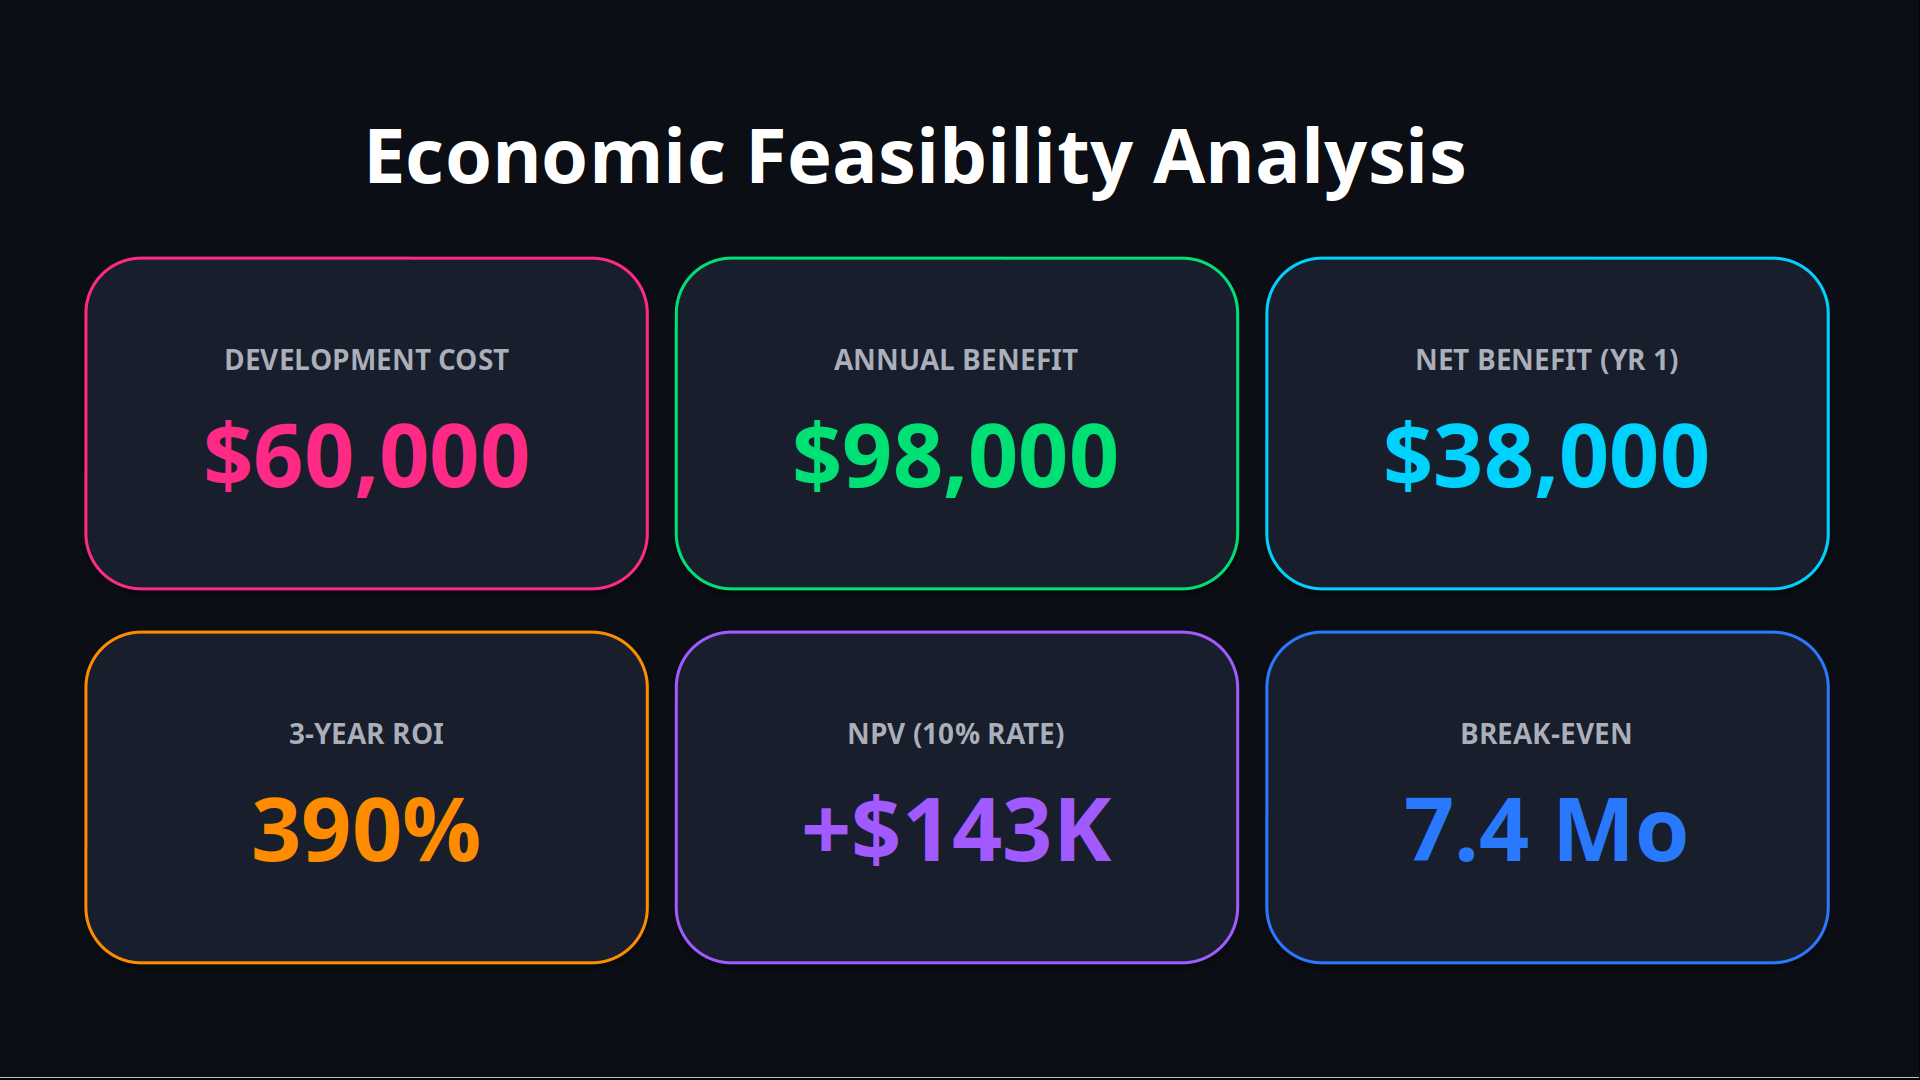 Economic Feasibility Analysis
DEVELOPMENT COST
$60,000
ANNUAL BENEFIT
$98,000
NET BENEFIT (YR 1)
$38,000
3-YEAR ROI
390%
NPV (10% RATE)
+$143K
BREAK-EVEN
7.4 Mo